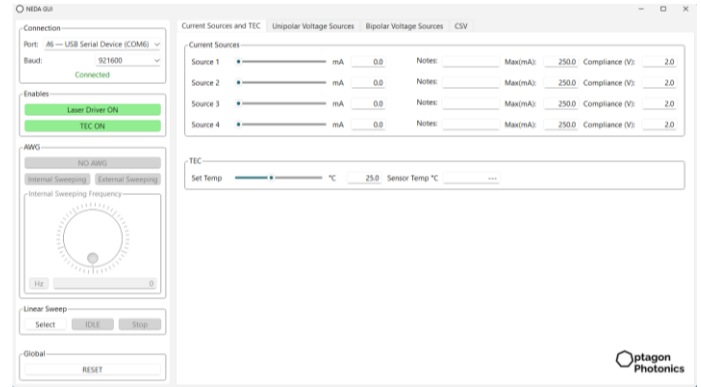 NEDA GUI
Connection
Port: M6 — USB Serial Device (COM6)
Baud: 921600
Connected
Enables
Laser Driver ON
TEC ON
AWG
NO AWG
Internal Sweeping External Sweeping
Internal Sweeping Frequency
Hz 0
Linear Sweep
Select IDLE Stop
Global
RESET
Current Sources and TEC Unipolar Voltage Sources Bipolar Voltage Sources CSV
Current Sources
Source 1 mA 0.0 Notes: Max(mA): 250.0 Compliance (V): 2.0
Source 2 mA 0.0 Notes: Max(mA): 250.0 Compliance (V): 2.0
Source 3 mA 0.0 Notes: Max(mA): 250.0 Compliance (V): 2.0
Source 4 mA 0.0 Notes: Max(mA): 250.0 Compliance (V): 2.0
TEC
Set Temp °C 25.0 Sensor Temp °C ---
Optagon
Photonics